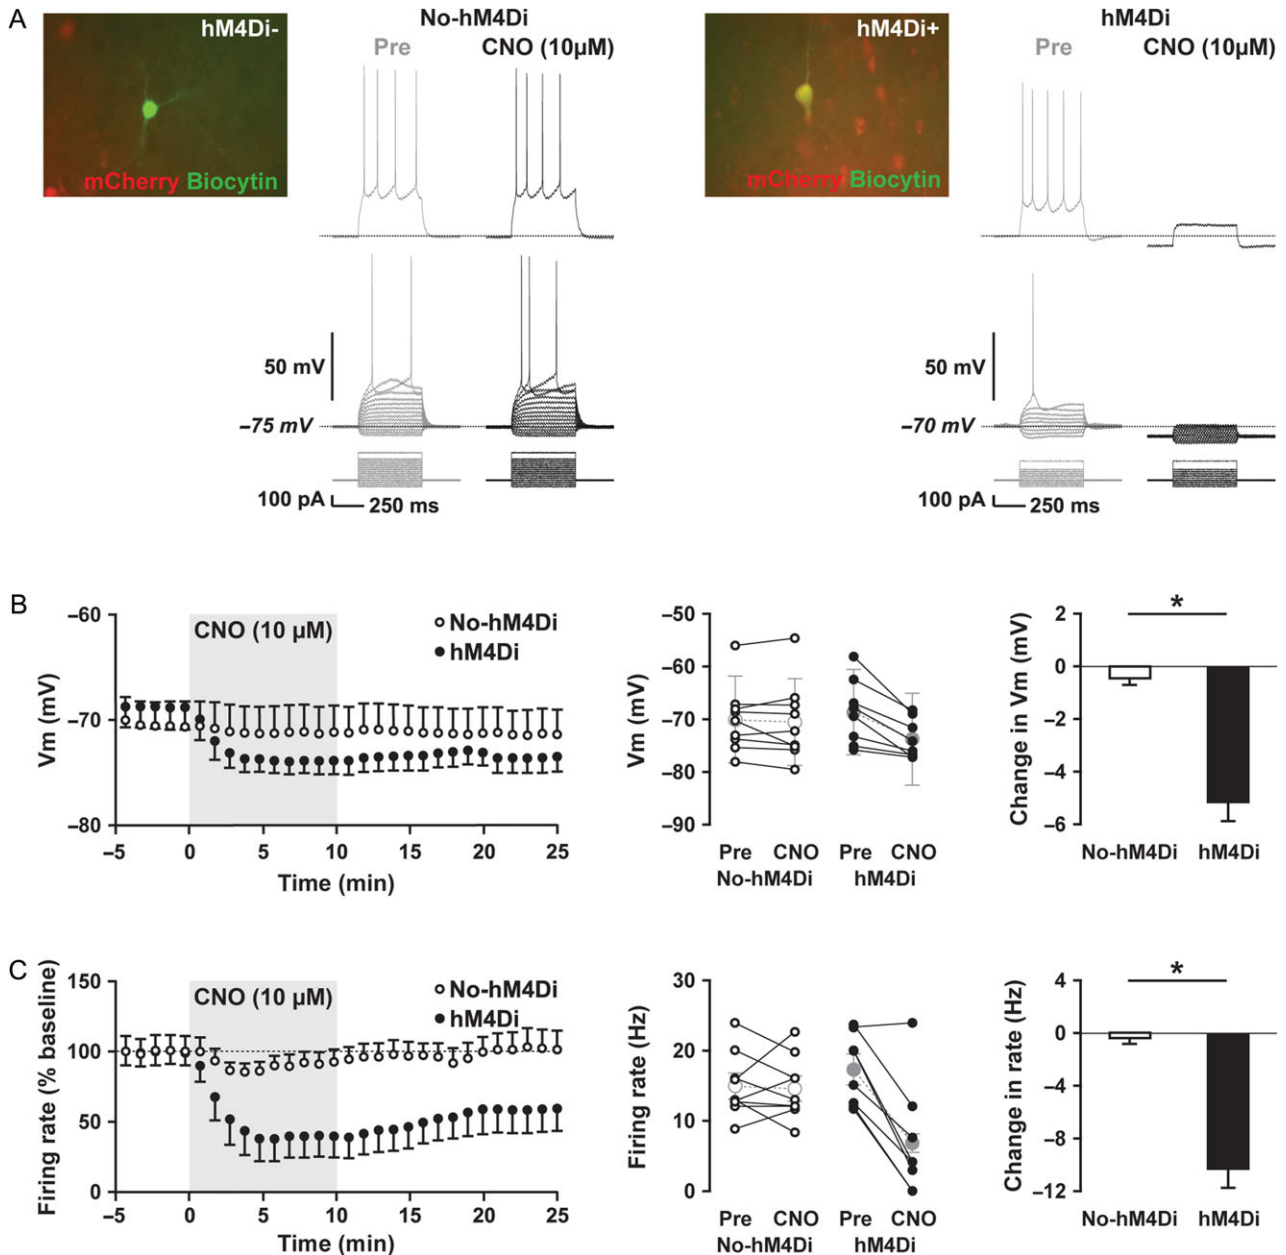 A
hM4Di-
mCherry Biocytin
No-hM4Di
Pre
CNO (10µM)
50 mV
–75 mV
100 pA
250 ms
hM4Di+
mCherry Biocytin
hM4Di
Pre
CNO (10µM)
50 mV
–70 mV
100 pA
250 ms
B
Vm (mV)
–60
–70
–80
CNO (10 µM)
No-hM4Di
hM4Di
–5 0 5 10 15 20 25
Time (min)
Vm (mV)
–50
–60
–70
–80
–90
Pre CNO Pre CNO
No-hM4Di hM4Di
Change in Vm (mV)
2
0
–2
–4
–6
*
No-hM4Di hM4Di
C
Firing rate (% baseline)
150
100
50
0
CNO (10 µM)
No-hM4Di
hM4Di
–5 0 5 10 15 20 25
Time (min)
Firing rate (Hz)
30
20
10
0
Pre CNO Pre CNO
No-hM4Di hM4Di
Change in rate (Hz)
4
0
–4
–8
–12
*
No-hM4Di hM4Di